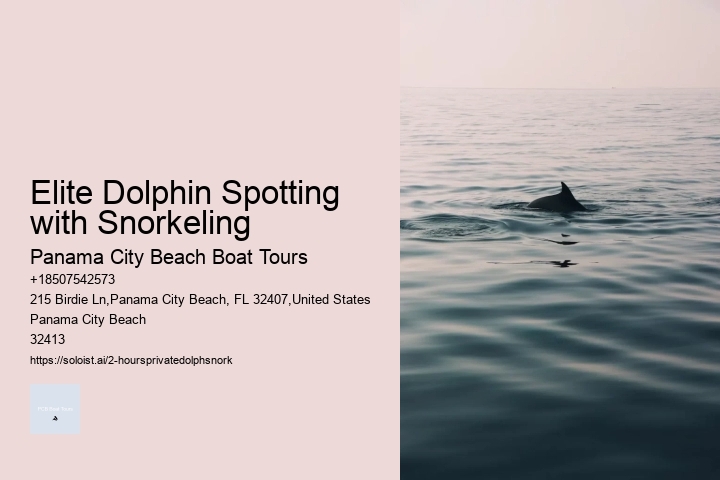 Elite Dolphin Spotting
with Snorkeling
Panama City Beach Boat Tours
+18507542573
215 Birdie Ln,Panama City Beach, FL 32407,United States
Panama City Beach
32413
https://soloist.ai/2-hoursprivatedolphsnork